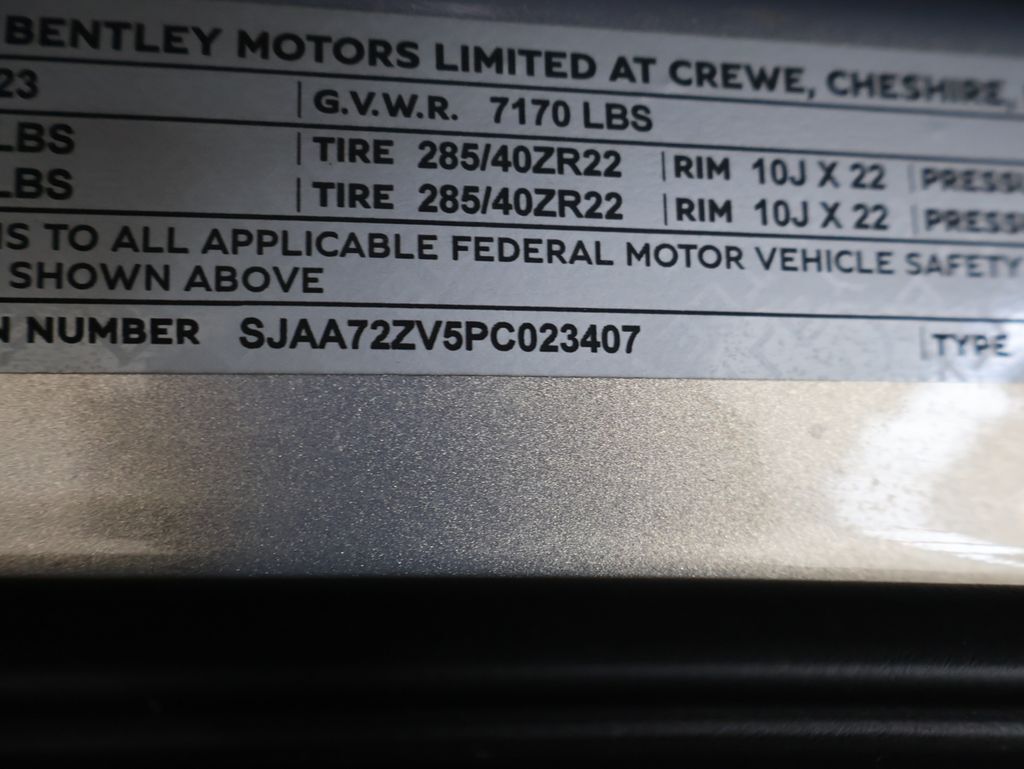 BENTLEY MOTORS LIMITED AT CREWE, CHESHIRE,
23 G.V.W.R. 7170 LBS
LBS TIRE 285/40ZR22 RIM 10J X 22
LBS TIRE 285/40ZR22 RIM 10J X 22
TO ALL APPLICABLE FEDERAL MOTOR VEHICLE SAFETY
SHOWN ABOVE
NUMBER SJAA72ZV5PC023407 TYPE